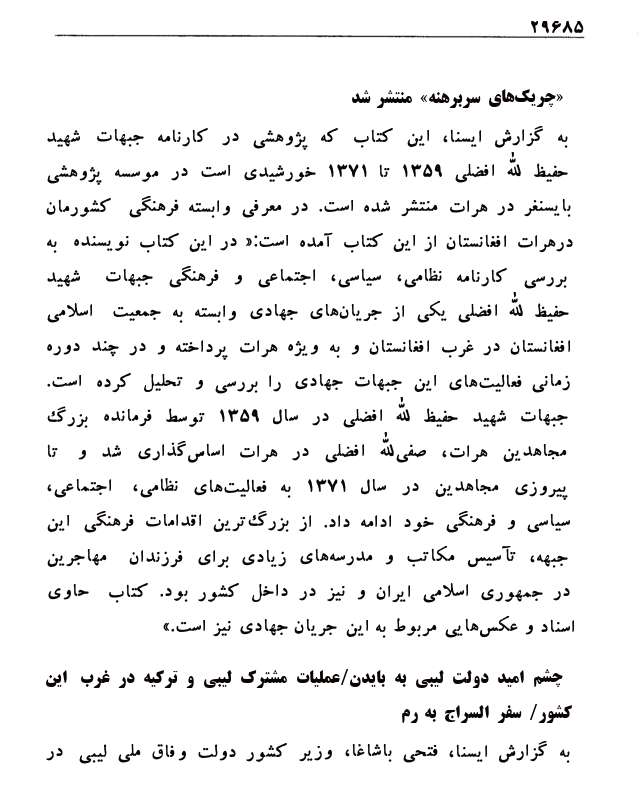 ۲۹۶۸۵
«چریک‌های سربرهنه» منتشر شد
به گزارش ایسنا، این کتاب که پژوهشی در کارنامه جبهات شهید
حفیظ لله افضلی ۱۳۵۹ تا ۱۳۷۱ خورشیدی است در موسسه پژوهشی
بایسنغر در هرات منتشر شده است. در معرفی وابسته فرهنگی کشورمان
درهرات افغانستان از این کتاب آمده است:« در این کتاب نویسنده به
بررسی کارنامه نظامی، سیاسی، اجتماعی و فرهنگی جبهات شهید
حفیظ لله افضلی یکی از جریان‌های جهادی وابسته به جمعیت اسلامی
افغانستان در غرب افغانستان و به ویژه هرات پرداخته و در چند دوره
زمانی فعالیت‌های این جبهات جهادی را بررسی و تحلیل کرده است.
جبهات شهید حفیظ لله افضلی در سال ۱۳۵۹ توسط فرمانده بزرگ
مجاهدین هرات، صفی‌لله افضلی در هرات اساس‌گذاری شد و تا
پیروزی مجاهدین در سال ۱۳۷۱ به فعالیت‌های نظامی، اجتماعی،
سیاسی و فرهنگی خود ادامه داد. از بزرگ‌ترین اقدامات فرهنگی این
جبهه، تآسیس مکاتب و مدرسه‌های زیادی برای فرزندان مهاجرین
در جمهوری اسلامی ایران و نیز در داخل کشور بود. کتاب حاوی
اسناد و عکس‌هایی مربوط به این جریان جهادی نیز است.»
چشم امید دولت لیبی به بایدن/عملیات مشترک لیبی و ترکیه در غرب این
کشور/ سفر السراج به رم
به گزارش ایسنا، فتحی باشاغا، وزیر کشور دولت وفاق ملی لیبی در